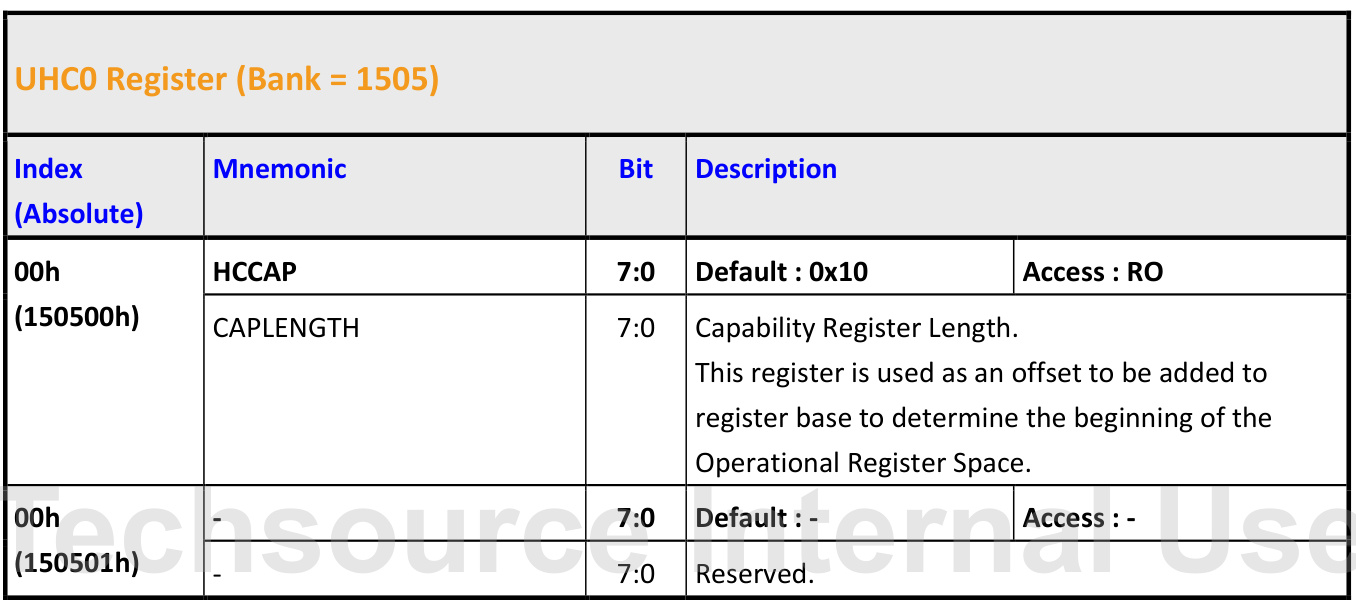 UHC0 Register (Bank = 1505)
Index (Absolute) Mnemonic Bit Description
00h (150500h) HCCAP 7:0 Default : 0x10 Access : RO
CAPLENGTH 7:0 Capability Register Length.
This register is used as an offset to be added to
register base to determine the beginning of the
Operational Register Space.
00h (150501h) - 7:0 Default : - Access : -
- 7:0 Reserved.
Techsource Internal Use